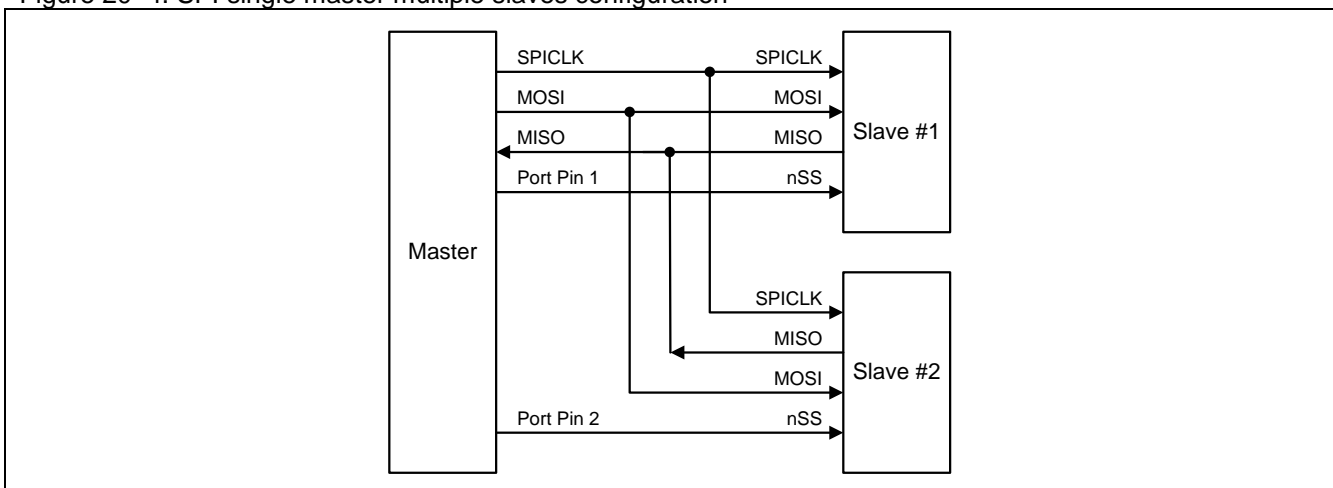 SPICLK SPICLK
MOSI MOSI
MISO MISO
Slave #1
Port Pin 1 nSS
Master
SPICLK
MISO
MOSI
Slave #2
Port Pin 2 nSS